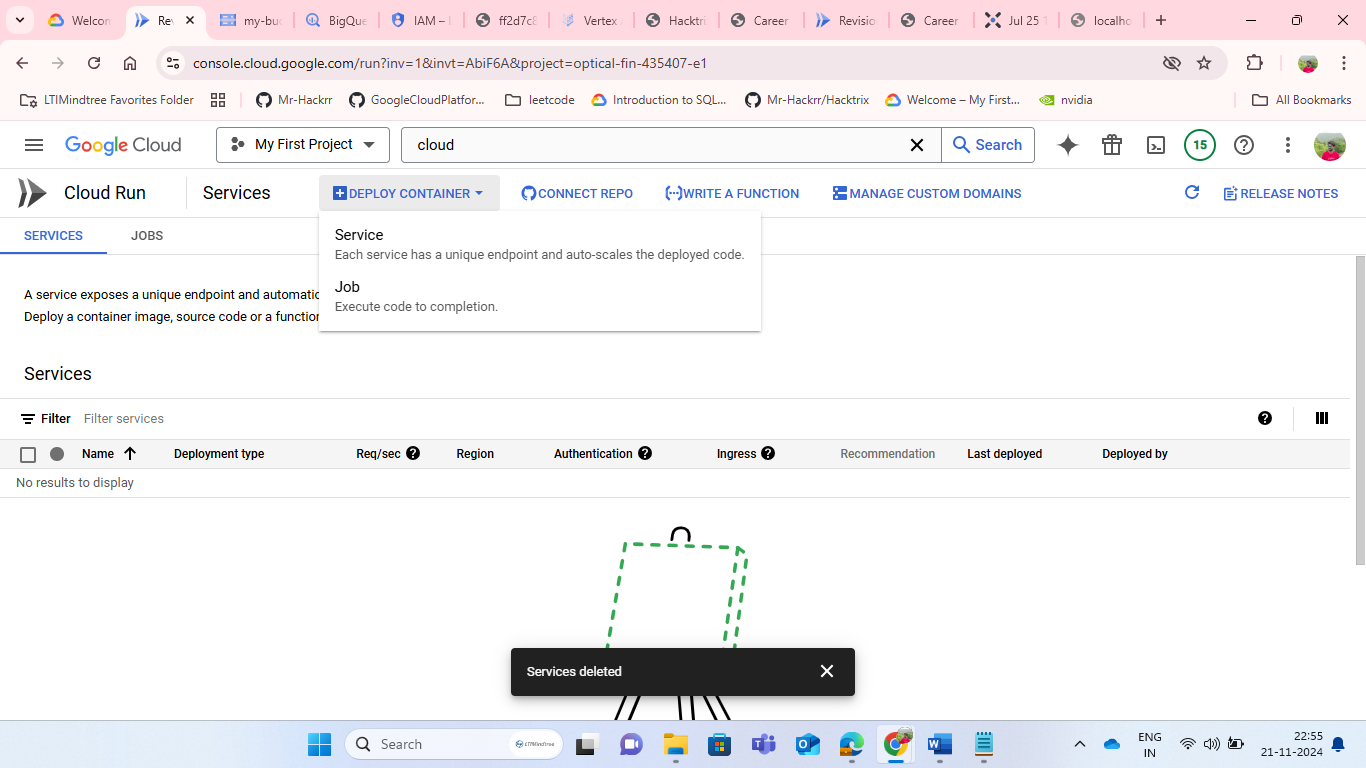 Welcon
Rev
my-buc
BigQue
IAM – I
ff2d7c8
Vertex A
Hacktri
Career
Revisio
Career
Jul 25 1
localho
console.cloud.google.com/run?inv=1&invt=AbiF6A&project=optical-fin-435407-e1
LTIMindtree Favorites Folder
Mr-Hackrr
GoogleCloudPlatfor...
leetcode
Introduction to SQL...
Mr-Hackrr/Hacktrix
Welcome – My First...
nvidia
All Bookmarks
Google Cloud
My First Project
cloud
Search
15
Cloud Run
Services
DEPLOY CONTAINER
CONNECT REPO
WRITE A FUNCTION
MANAGE CUSTOM DOMAINS
RELEASE NOTES
SERVICES
JOBS
Service
Each service has a unique endpoint and auto-scales the deployed code.
Job
Execute code to completion.
A service exposes a unique endpoint and automatic
Deploy a container image, source code or a function
Services
Filter
Filter services
Name
Deployment type
Req/sec
Region
Authentication
Ingress
Recommendation
Last deployed
Deployed by
No results to display
Services deleted
Search
LTIMindtree
ENG
IN
22:55
21-11-2024